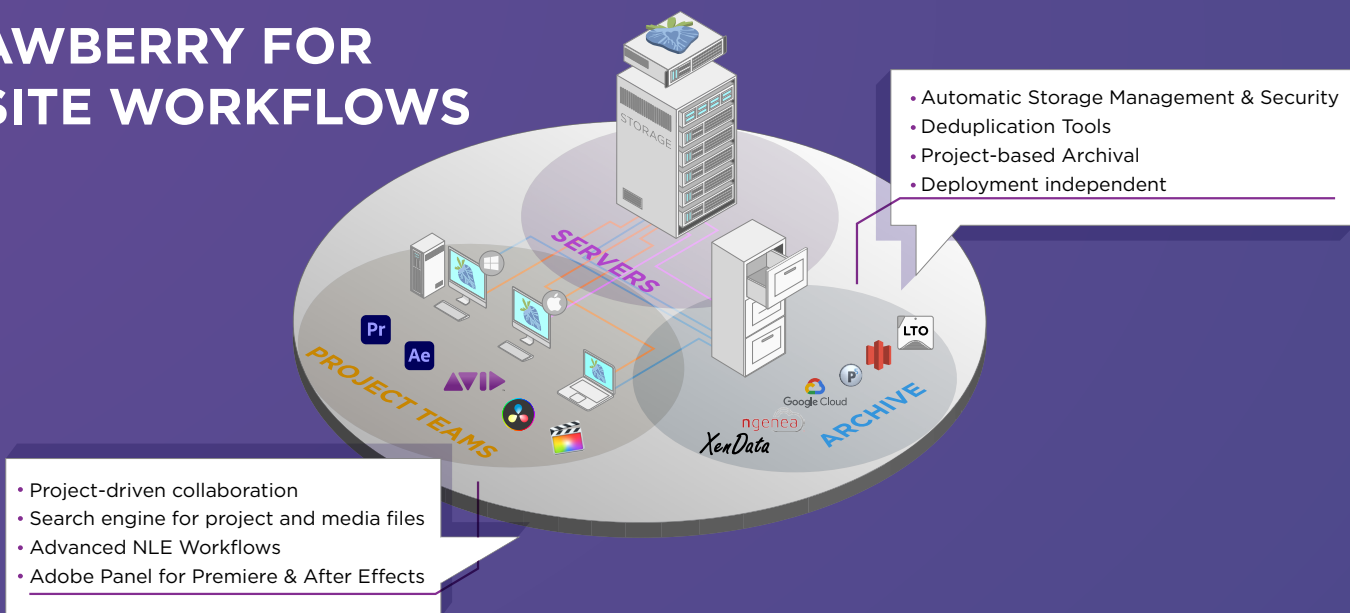 AWBERRY FOR
SITE WORKFLOWS
STORAGE
• Automatic Storage Management & Security
• Deduplication Tools
• Project-based Archival
• Deployment independent
SERVERS
Pr
Ae
AVID
PROJECT TEAMS
LTO
P
Google Cloud
ngenea
XenData
ARCHIVE
• Project-driven collaboration
• Search engine for project and media files
• Advanced NLE Workflows
• Adobe Panel for Premiere & After Effects